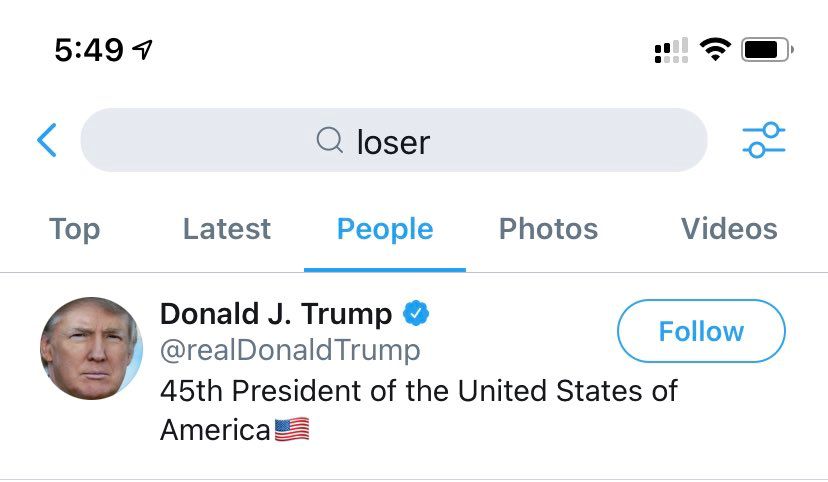 5:49
loser
Top Latest People Photos Videos
Donald J. Trump
Follow
@realDonaldTrump
45th President of the United States of
America🇺🇸